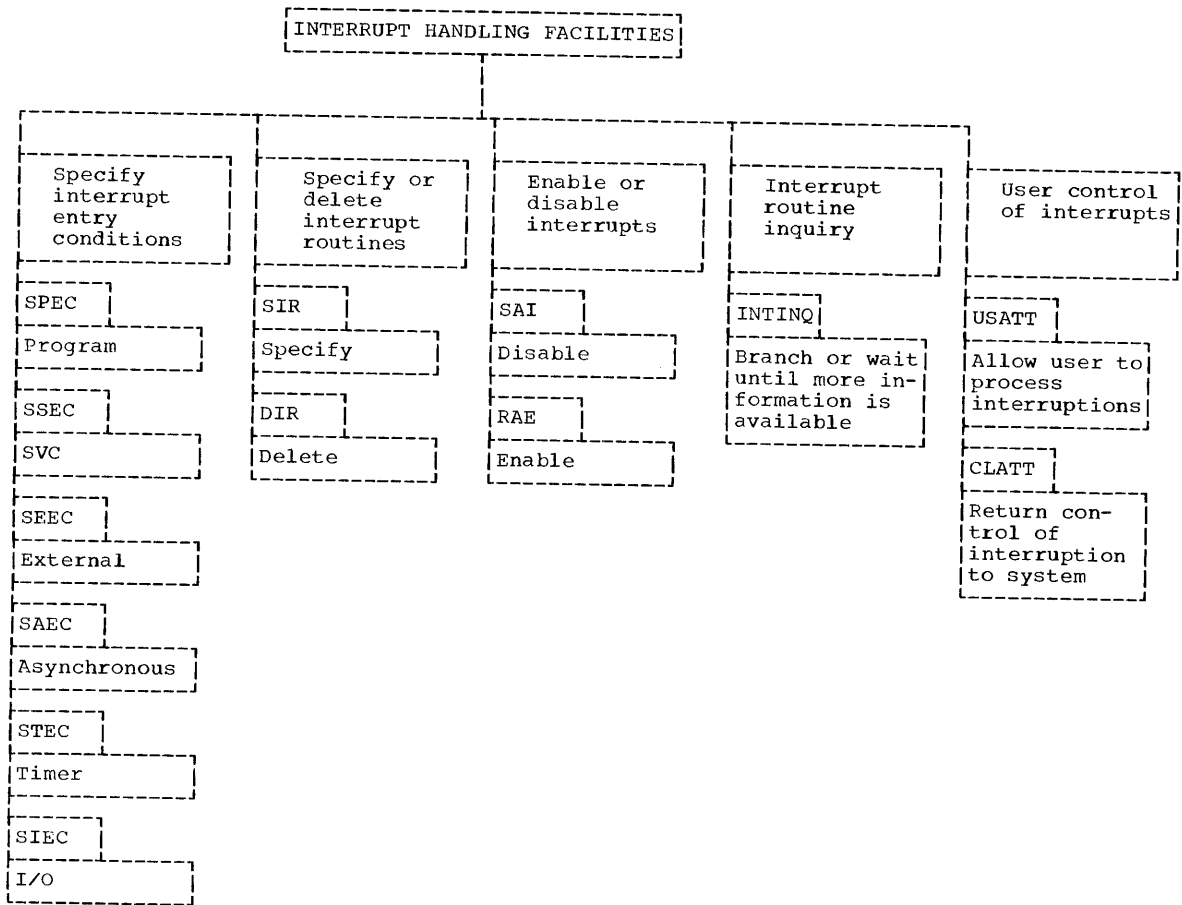 INTERRUPT HANDLING FACILITIES
Specify
interrupt
entry
conditions
SPEC
Program
SSEC
SVC
SEEC
External
SAEC
Asynchronous
STEC
Timer
SIEC
I/O
Specify or
delete
interrupt
routines
SIR
Specify
DIR
Delete
Enable or
disable
interrupts
SAI
Disable
RAE
Enable
Interrupt
routine
inquiry
INTINQ
Branch or wait
until more in-
formation is
available
User control
of interrupts
USATT
Allow user to
process
interruptions
CLATT
Return con-
trol of
interruption
to system